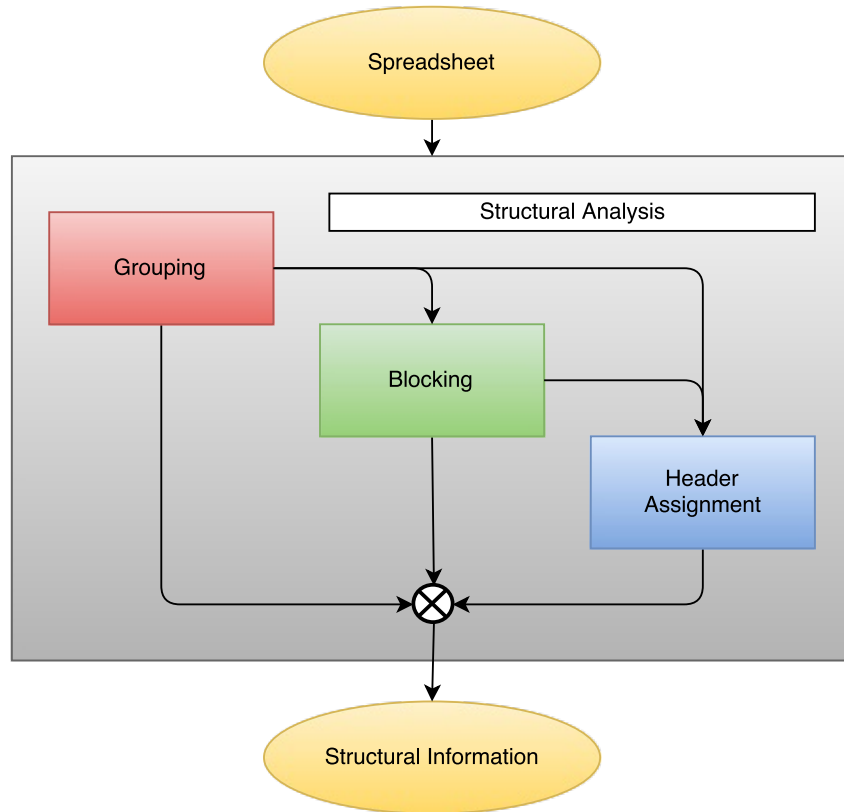 Spreadsheet
Structural Analysis
Grouping
Blocking
Header
Assignment
Structural Information